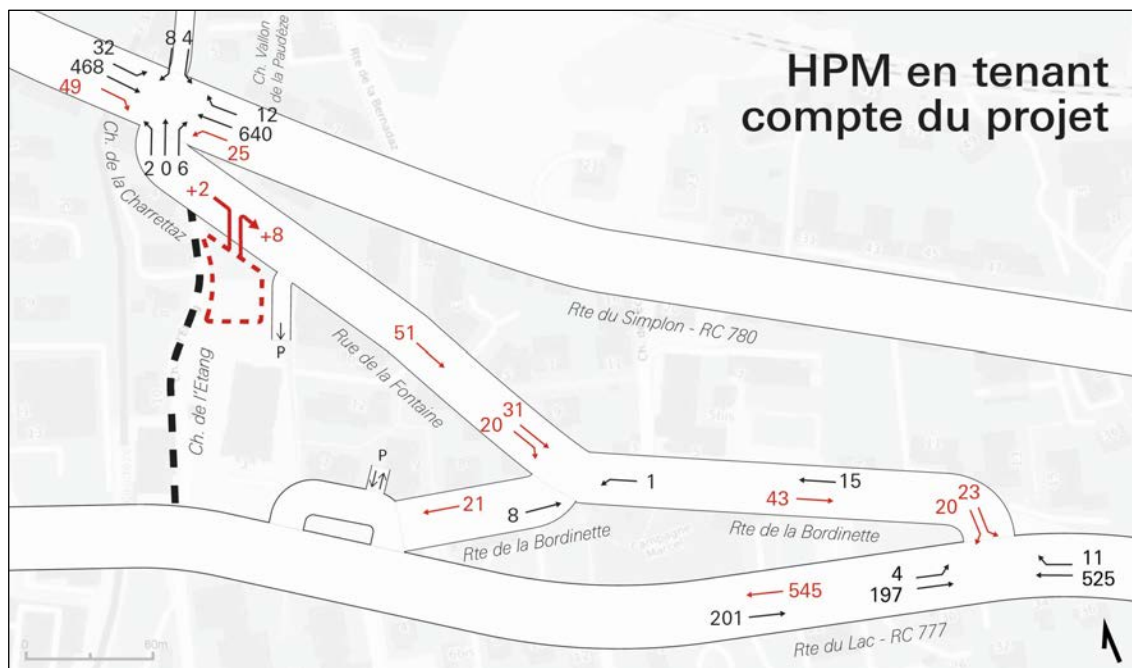 HPM en tenant
compte du projet
32
8 4
468
49
12
640
25
2 0 6
Ch. Vallon
de la Paudèze
Rte de la Bernadaz
Ch. de la Charrettaz
+2
+8
Rte du Simplon - RC 780
Ch. de l'Etang
P
Rue de la Fontaine
51
31
20
P
1
15
43
23
20
21
8
Rte de la Bordinette
Rte de la Bordinette
4
197
11
525
545
201
Rte du Lac - RC 777
0
60m